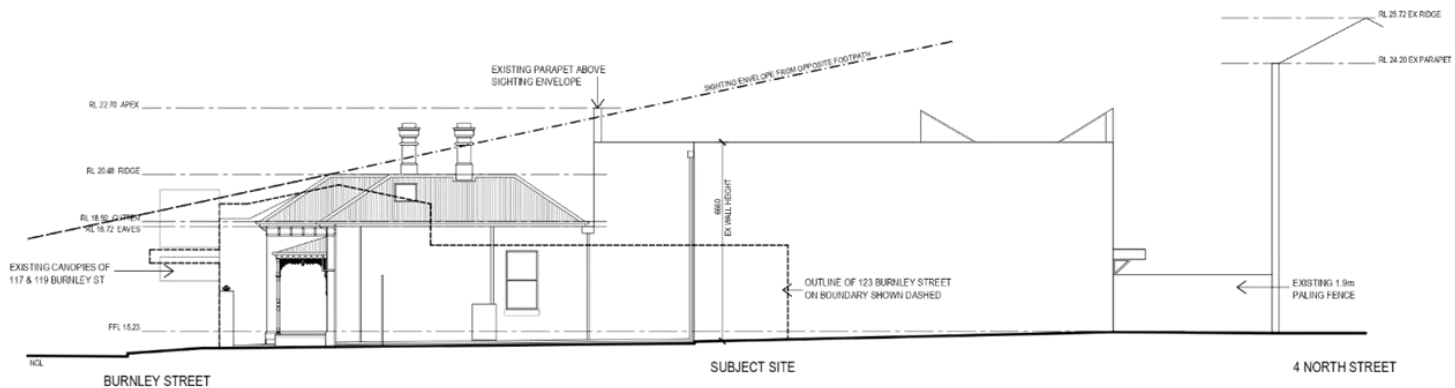 RL 25.72 EX RIDGE
SIGHTING ENVELOPE FROM OPPOSITE FOOTPATH
RL 24.20 EX PARAPET
EXISTING PARAPET ABOVE
SIGHTING ENVELOPE
RL 22.70 APEX
RL 20.48 RIDGE
6660
EX WALL HEIGHT
RL 18.92 GUTTER
RL 18.72 EAVES
EXISTING CANOPIES OF
117 & 119 BURNLEY ST
OUTLINE OF 123 BURNLEY STREET
ON BOUNDARY SHOWN DASHED
EXISTING 1.9m
PALING FENCE
FFL 15.23
NGL
BURNLEY STREET
SUBJECT SITE
4 NORTH STREET